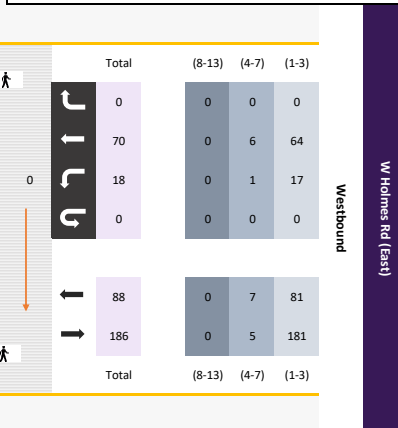 Total (8-13) (4-7) (1-3)
0 0 0 0
70 0 6 64
0
18 0 1 17
0 0 0 0
Westbound
W Holmes Rd (East)
88 0 7 81
186 0 5 181
Total (8-13) (4-7) (1-3)